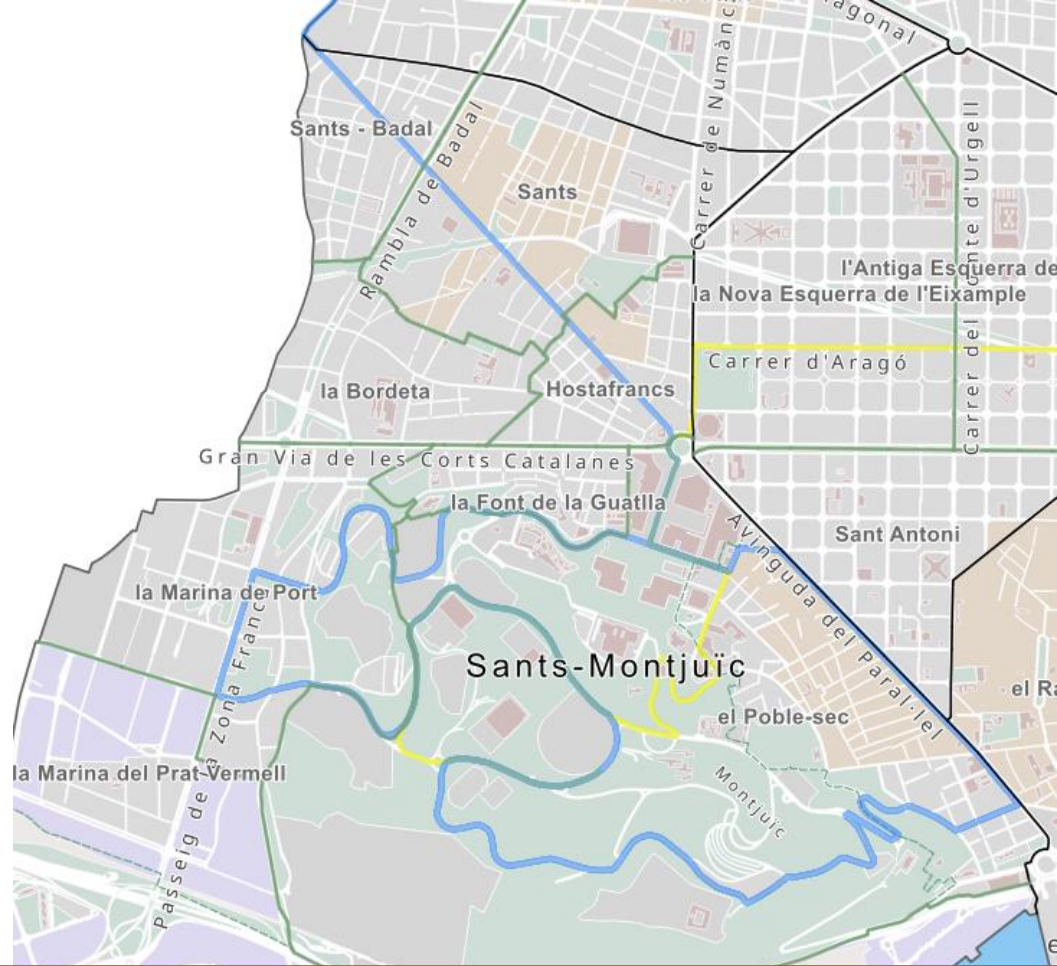 Diagonal
Carrer de Numància
Sants - Badal
Rambla de Badal
Sants
Carrer del Comte d'Urgell
l'Antiga Esquerra de
la Nova Esquerra de l'Eixample
Carrer d'Aragó
la Bordeta
Hostafrancs
Gran Via de les Corts Catalanes
la Font de la Guatlla
Avinguda del Paral·lel
Sant Antoni
la Marina de Port
Sants-Montjuïc
el Ra
el Poble-sec
Passeig de la Zona Franca
la Marina del Prat Vermell
Montjuïc
e